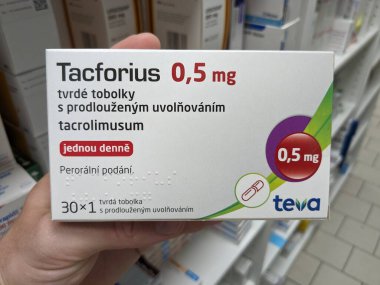 Tacforius 0,5 mg
tvrdé tobolky
s prodlouženým uvolňováním
tacrolimusum
jednou denně
0,5 mg
Perorální podání.
30×1 tvrdá tobolka
s prodlouženým uvolňováním
teva